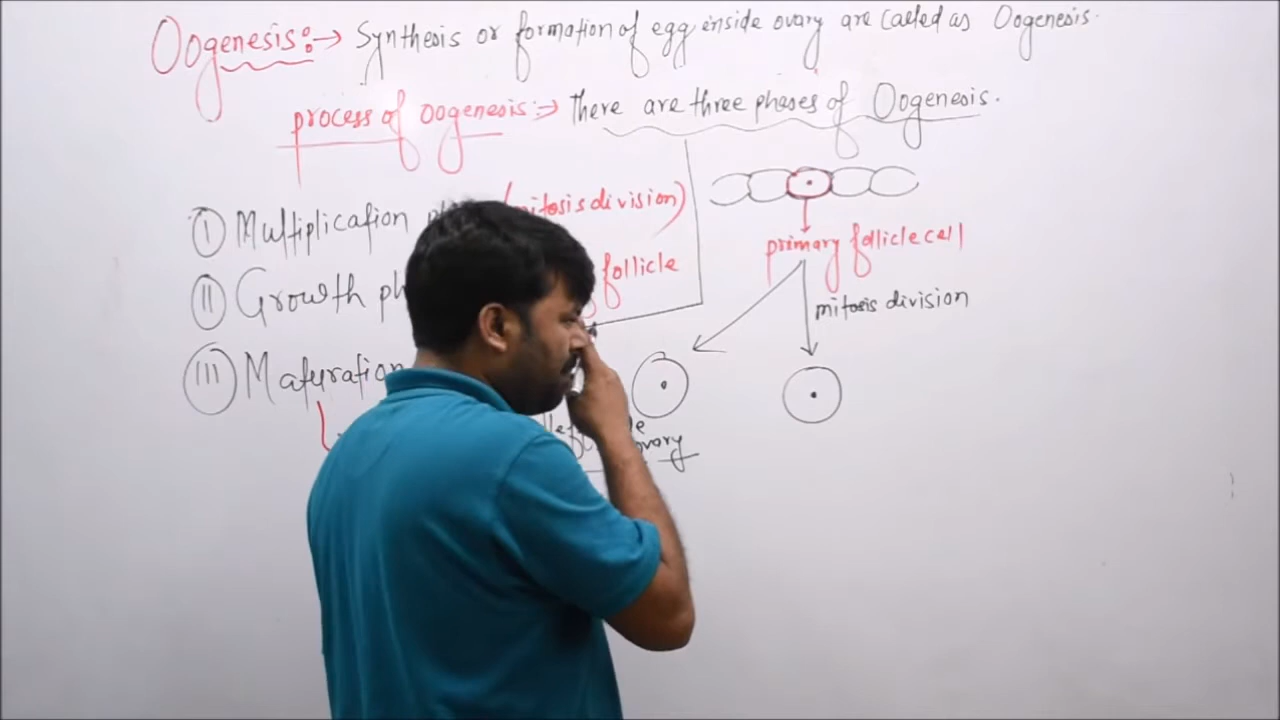 Oogenesis:→ Synthesis or formation of egg inside ovary are called as Oogenesis.
process of oogenesis:→ There are three phases of Oogenesis.
I Multiplication (mitosis division)
II Growth follicle
III Maturation
ovary
primary follicle cell
mitosis division